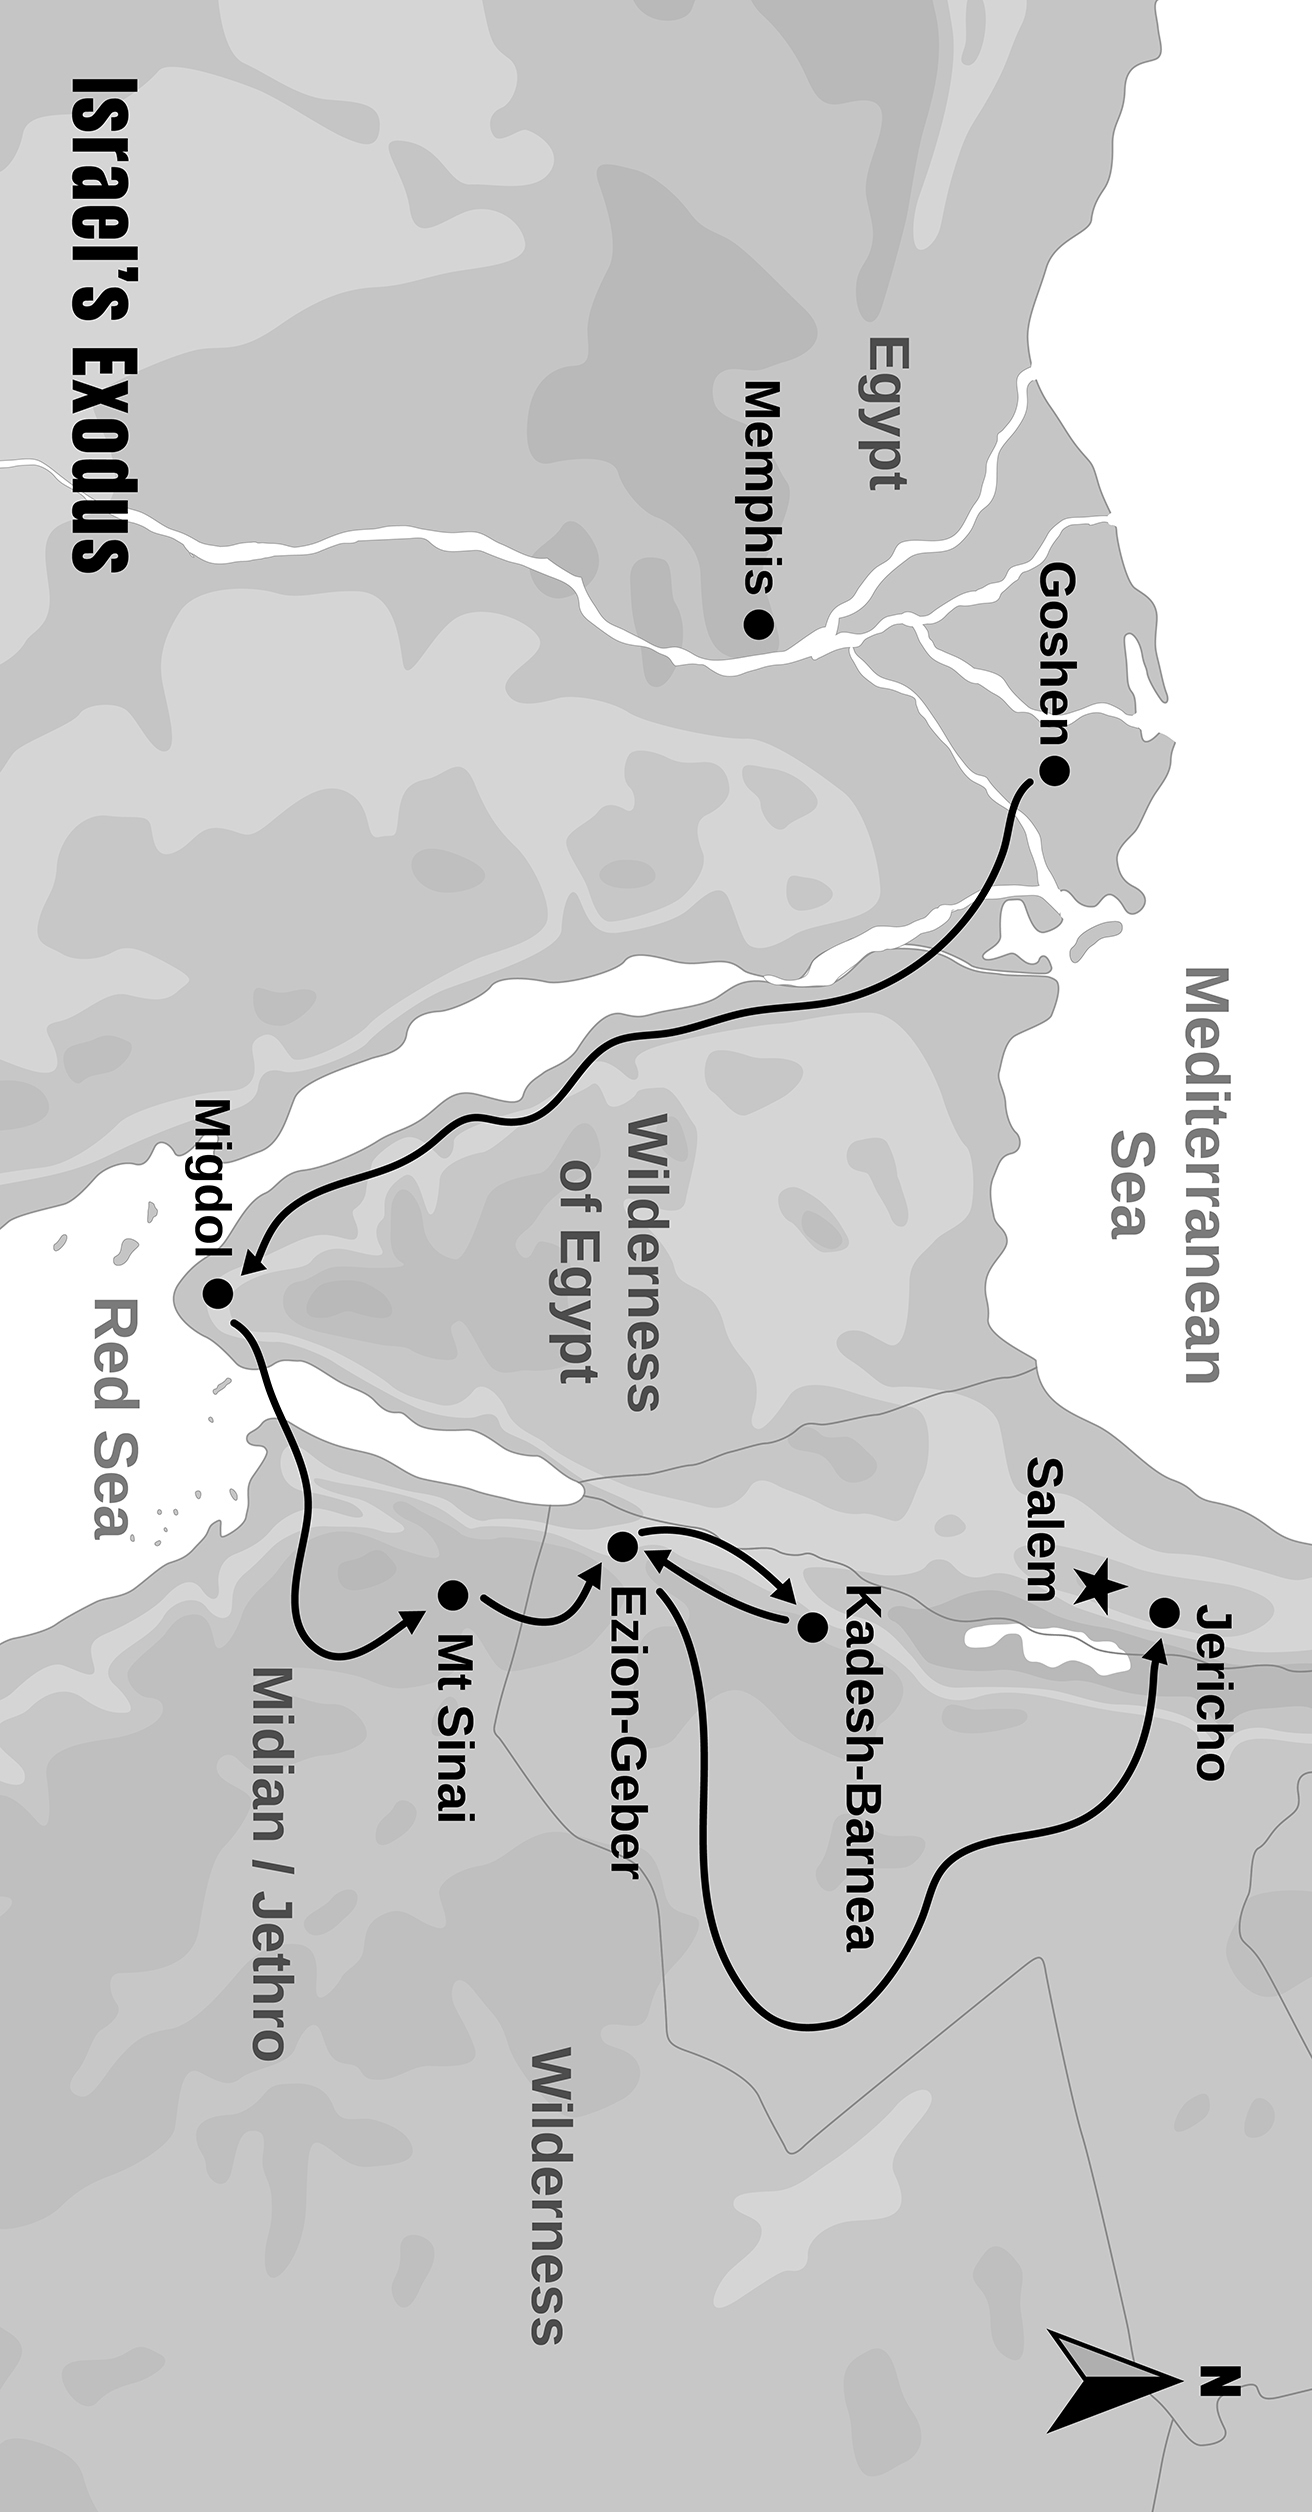 Mediterranean
Sea
N
Jericho
Salem
Goshen
Egypt
Kadesh-Barnea
Memphis
Wilderness
of Egypt
Ezion-Geber
Wilderness
Mt Sinai
Midian / Jethro
Migdol
Red Sea
Israel's Exodus